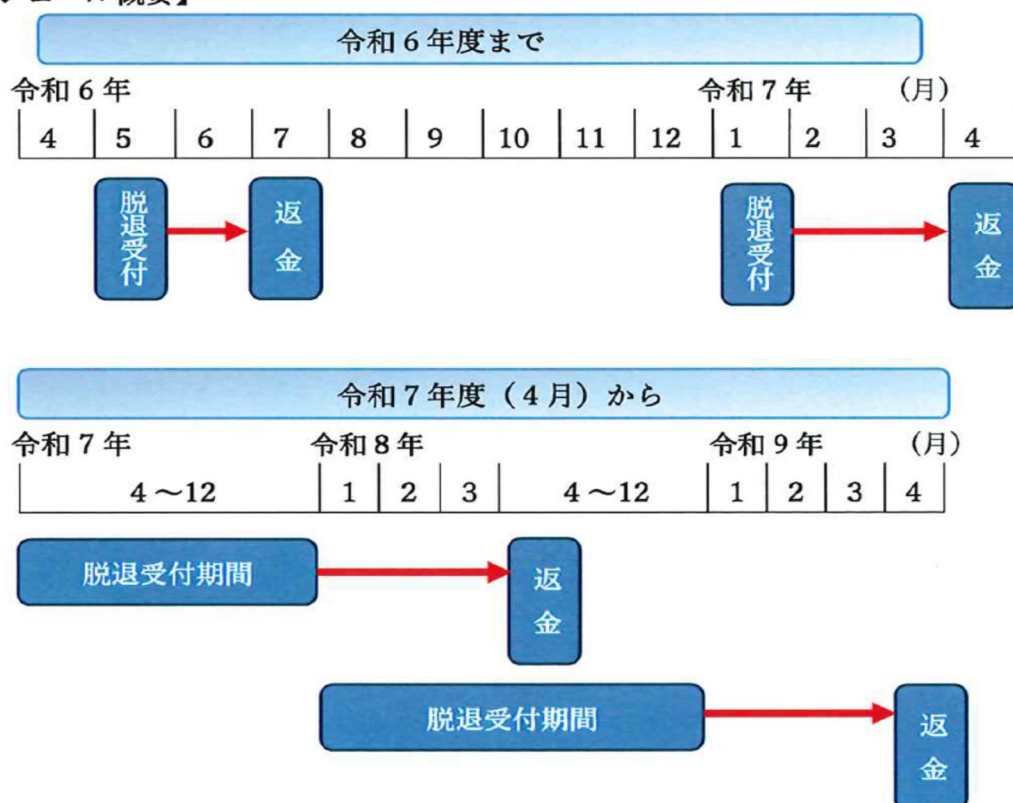 令和６年度まで
令和６年 令和７年 （月）
4 5 6 7 8 9 10 11 12 1 2 3 4
脱退受付 返金 脱退受付 返金
令和７年度（４月）から
令和７年 令和８年 令和９年 （月）
4～12 1 2 3 4～12 1 2 3 4
脱退受付期間 返金
脱退受付期間 返金